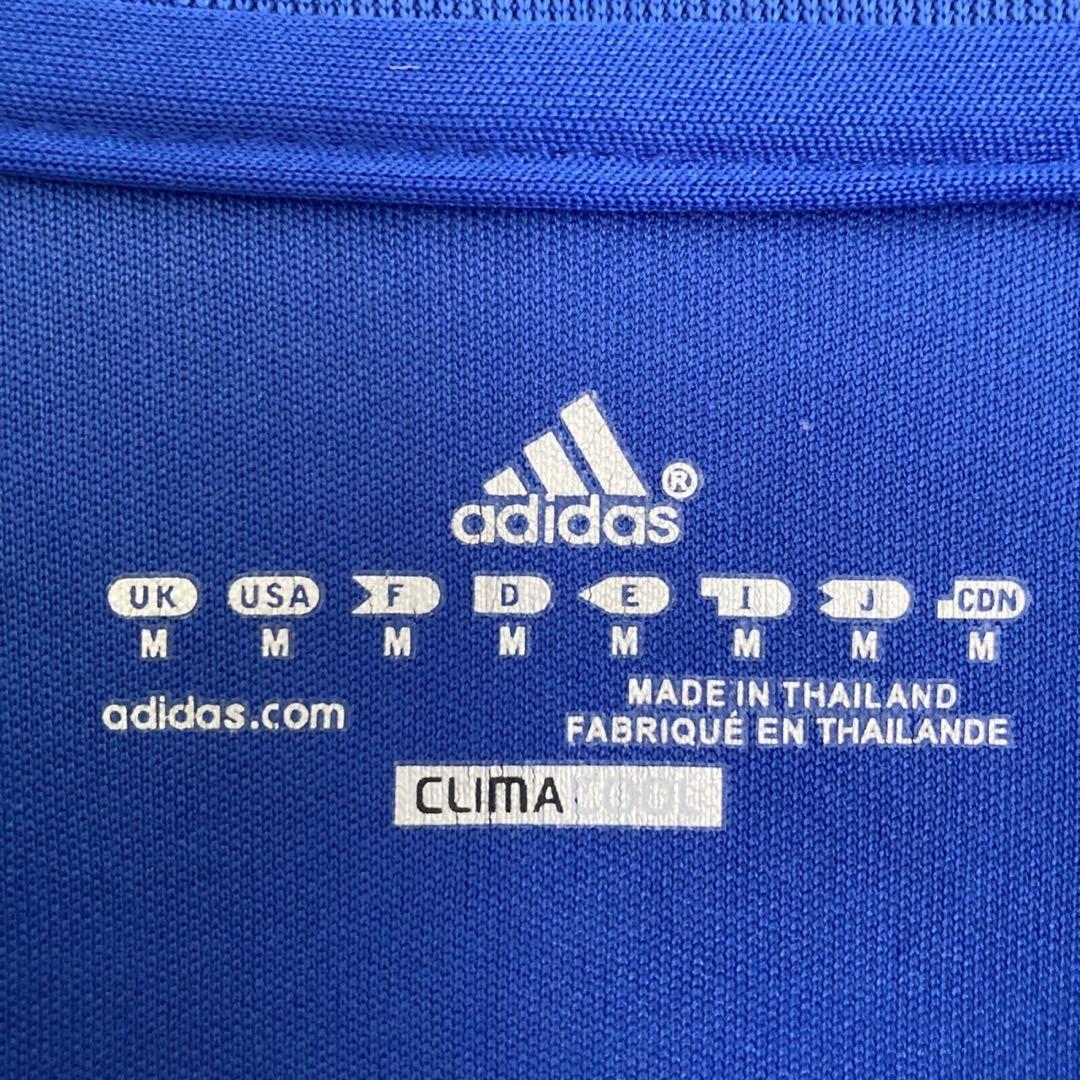 adidas®
UK USA F D E I J CDN
M M M M M M M M
adidas.com
MADE IN THAILAND
FABRIQUÉ EN THAILANDE
CLIMACOOL